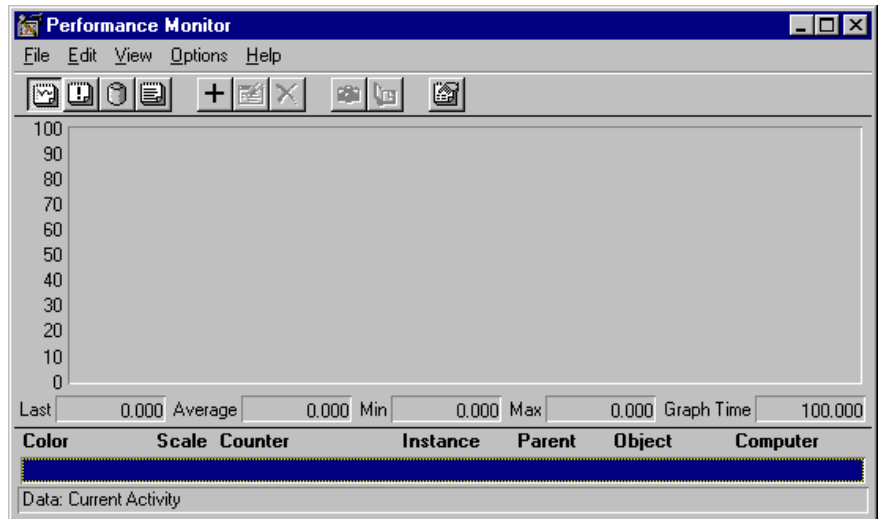 Performance Monitor
File Edit View Options Help
100
90
80
70
60
50
40
30
20
10
0
Last 0.000 Average 0.000 Min 0.000 Max 0.000 Graph Time 100.000
Color Scale Counter Instance Parent Object Computer
Data: Current Activity